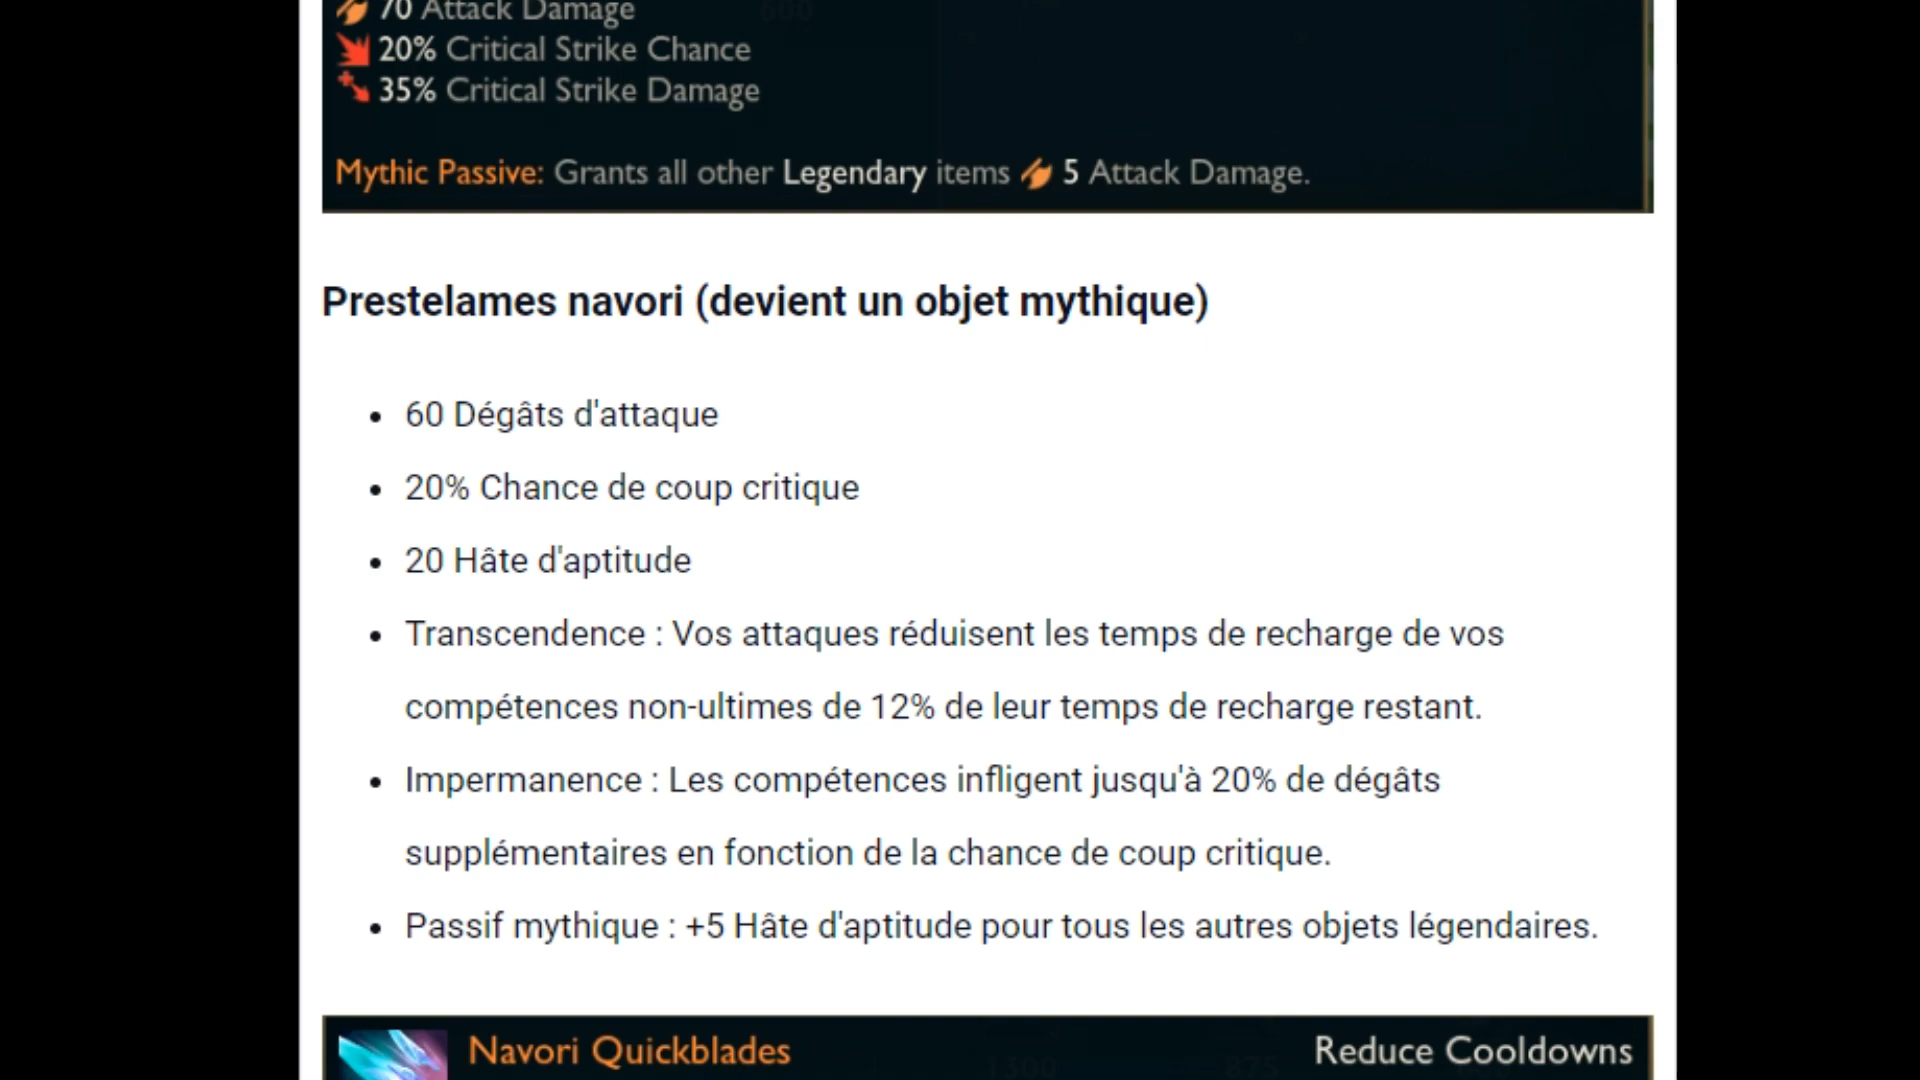 70 Attack Damage
20% Critical Strike Chance
35% Critical Strike Damage
Mythic Passive: Grants all other Legendary items 5 Attack Damage.
Prestelames navori (devient un objet mythique)
• 60 Dégâts d'attaque
• 20% Chance de coup critique
• 20 Hâte d'aptitude
• Transcendence : Vos attaques réduisent les temps de recharge de vos
compétences non-ultimes de 12% de leur temps de recharge restant.
• Impermanence : Les compétences infligent jusqu'à 20% de dégâts
supplémentaires en fonction de la chance de coup critique.
• Passif mythique : +5 Hâte d'aptitude pour tous les autres objets légendaires.
Navori Quickblades Reduce Cooldowns